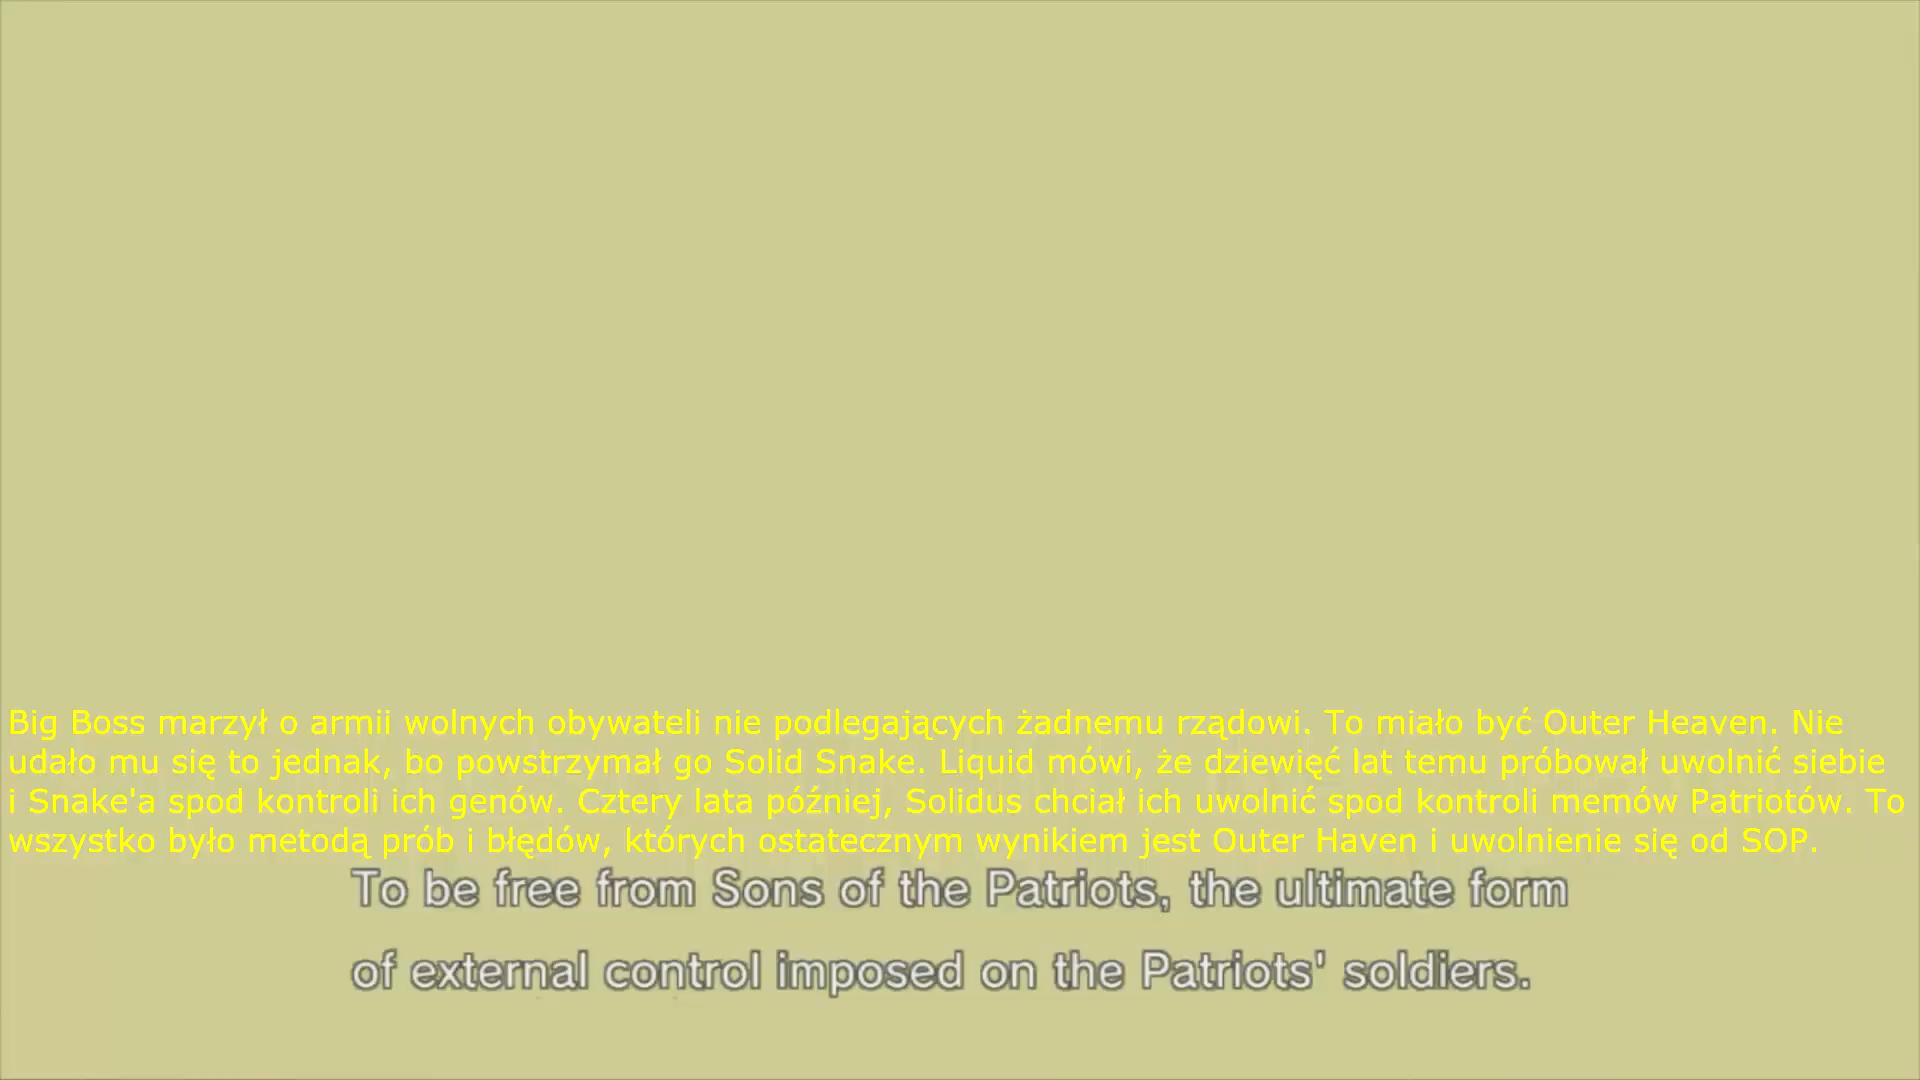 Big Boss marzył o armii wolnych obywateli nie podlegających żadnemu rządowi. To miało być Outer Heaven. Nie
udało mu się to jednak, bo powstrzymał go Solid Snake. Liquid mówi, że dziewięć lat temu próbował uwolnić siebie
i Snake'a spod kontroli ich genów. Cztery lata później, Solidus chciał ich uwolnić spod kontroli memów Patriotów. To
wszystko było metodą prób i błędów, których ostatecznym wynikiem jest Outer Haven i uwolnienie się od SOP.
To be free from Sons of the Patriots, the ultimate form
of external control imposed on the Patriots' soldiers.